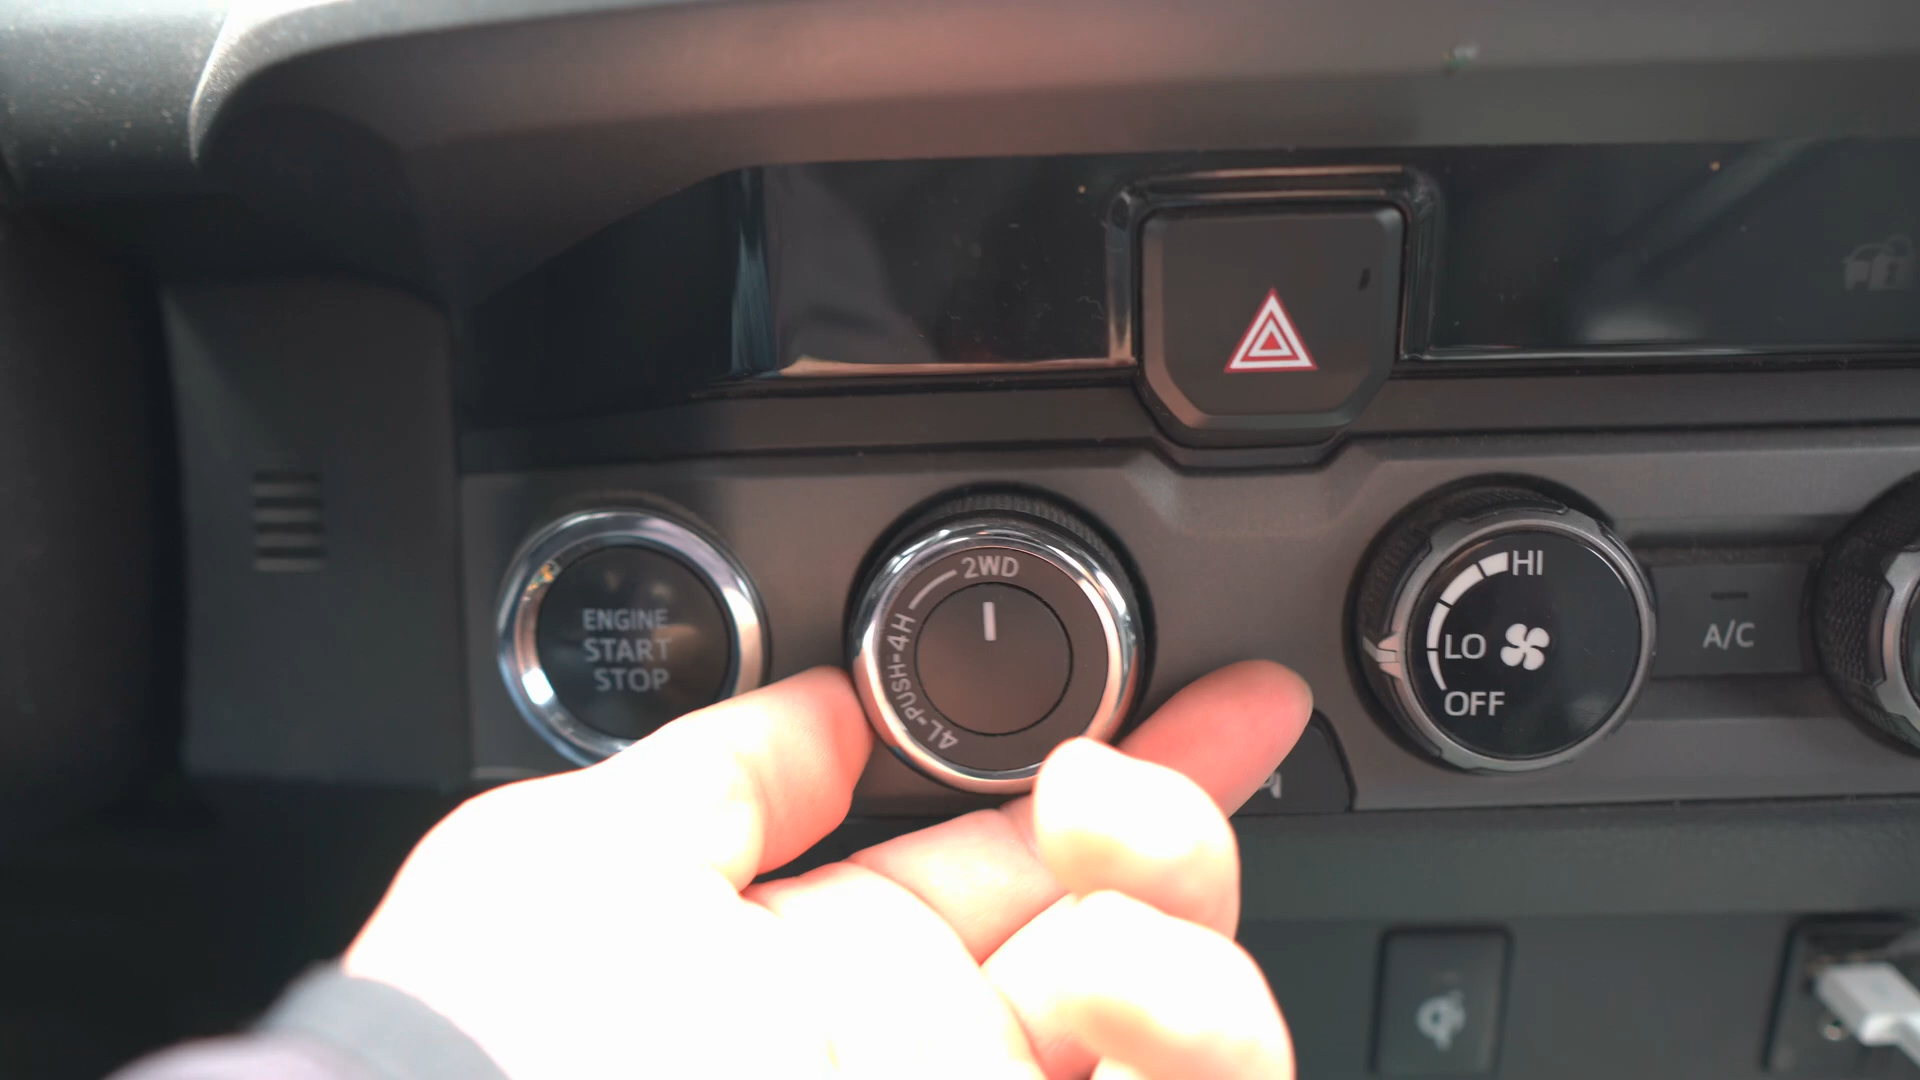 ENGINE
START
STOP
2WD
4L-PUSH-4H
HI
LO
OFF
A/C